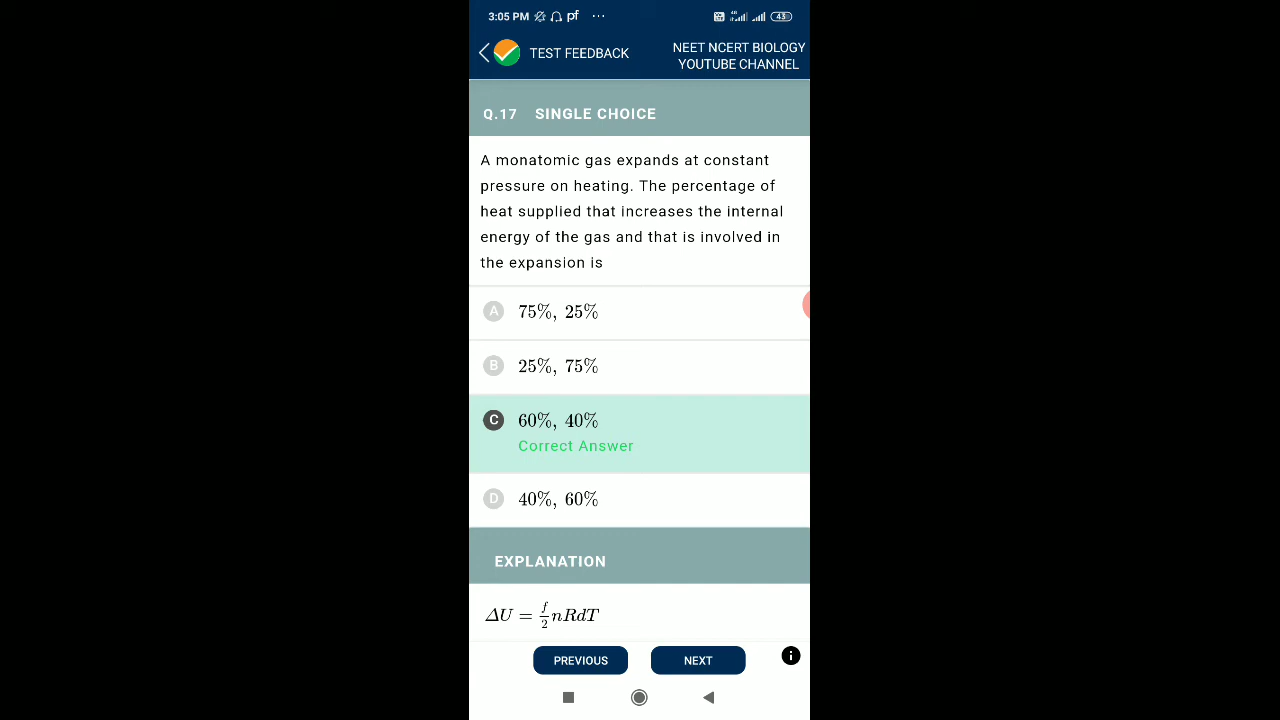 3:05 PM pf ... 4G 43
TEST FEEDBACK
NEET NCERT BIOLOGY
YOUTUBE CHANNEL
Q.17 SINGLE CHOICE
A monatomic gas expands at constant
pressure on heating. The percentage of
heat supplied that increases the internal
energy of the gas and that is involved in
the expansion is
A 75%, 25%
B 25%, 75%
C 60%, 40%
Correct Answer
D 40%, 60%
EXPLANATION
ΔU = f/2 nRdT
PREVIOUS NEXT i